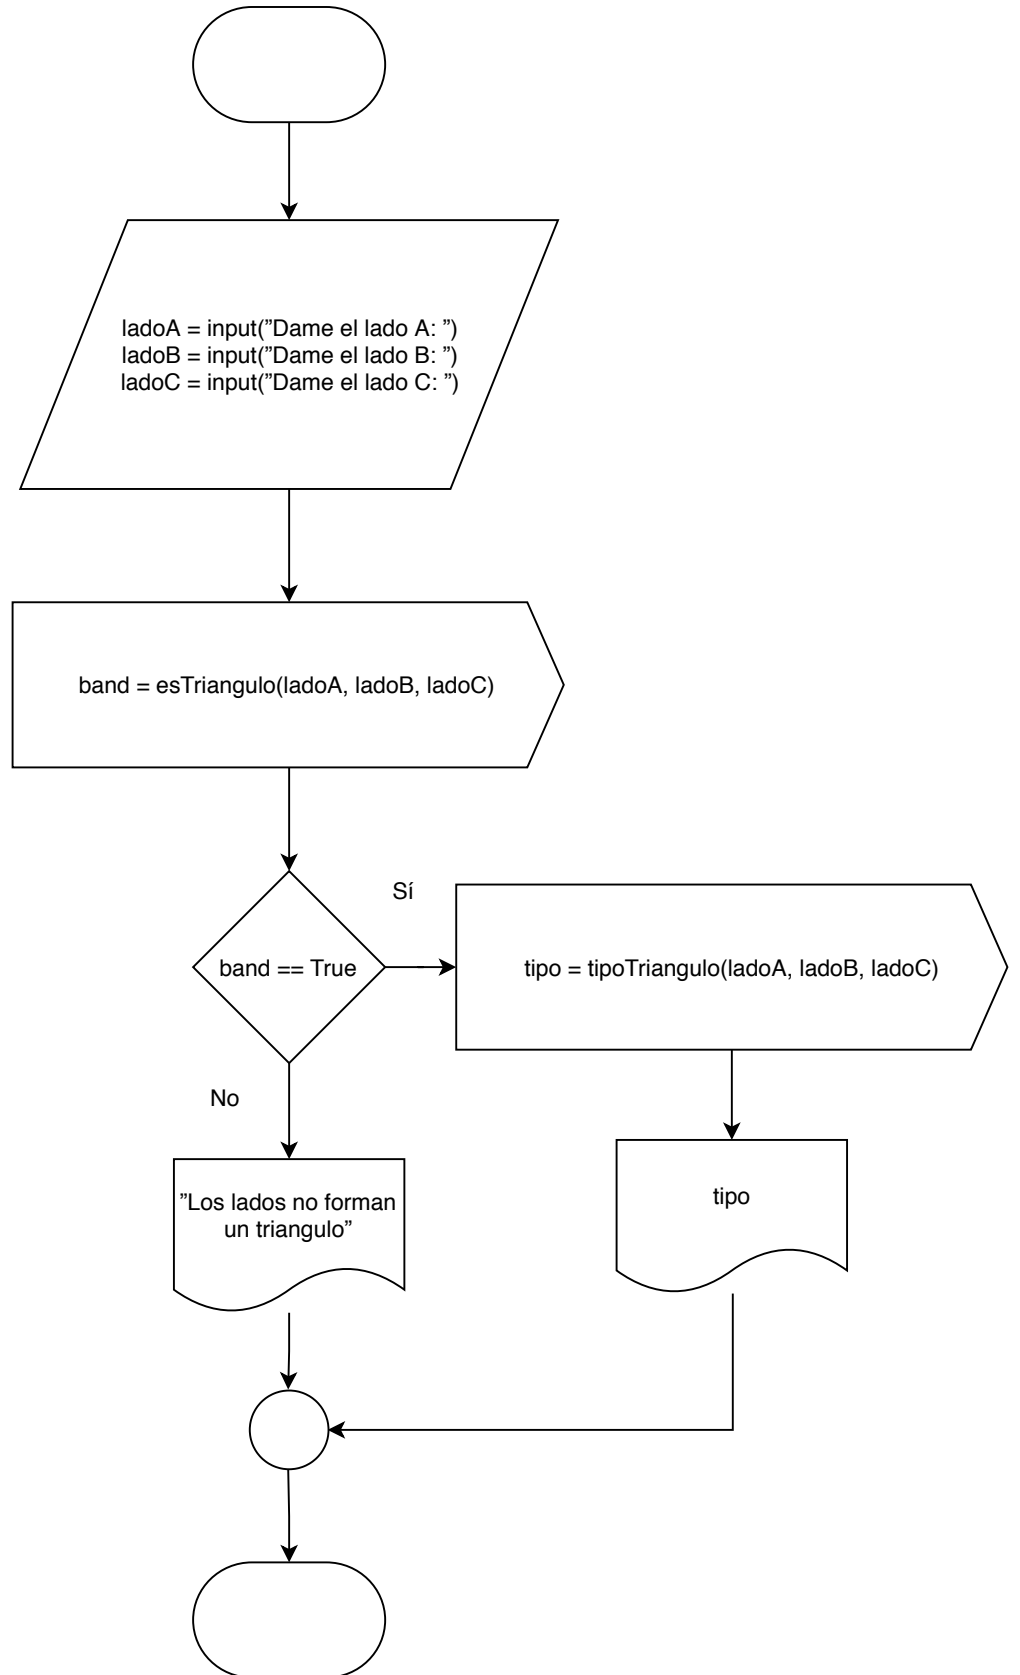 ladoA = input(”Dame el lado A: ”)
ladoB = input(”Dame el lado B: ”)
ladoC = input(”Dame el lado C: ”)
band = esTriangulo(ladoA, ladoB, ladoC)
Sí
band == True
tipo = tipoTriangulo(ladoA, ladoB, ladoC)
No
”Los lados no forman
un triangulo”
tipo